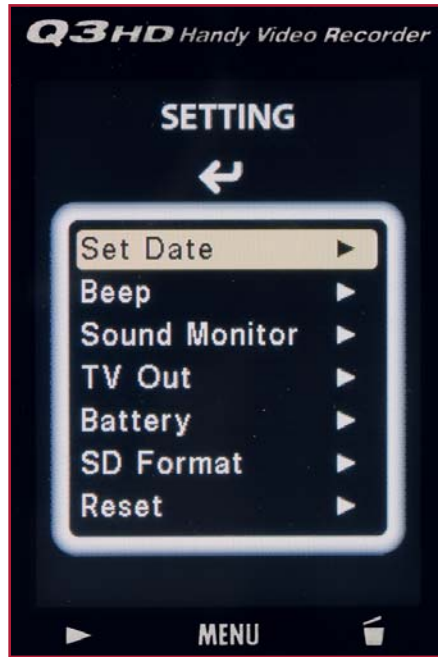 Q3HD Handy Video Recorder
SETTING
Set Date
Beep
Sound Monitor
TV Out
Battery
SD Format
Reset
MENU